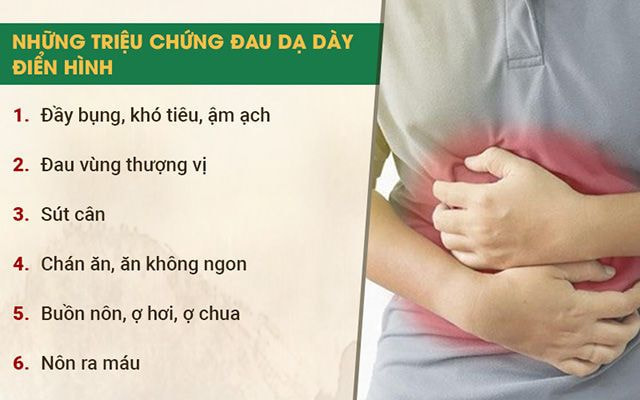 NHỮNG TRIỆU CHỨNG ĐAU DẠ DÀY
ĐIỂN HÌNH
1. Đầy bụng, khó tiêu, ậm ạch
2. Đau vùng thượng vị
3. Sút cân
4. Chán ăn, ăn không ngon
5. Buồn nôn, ợ hơi, ợ chua
6. Nôn ra máu